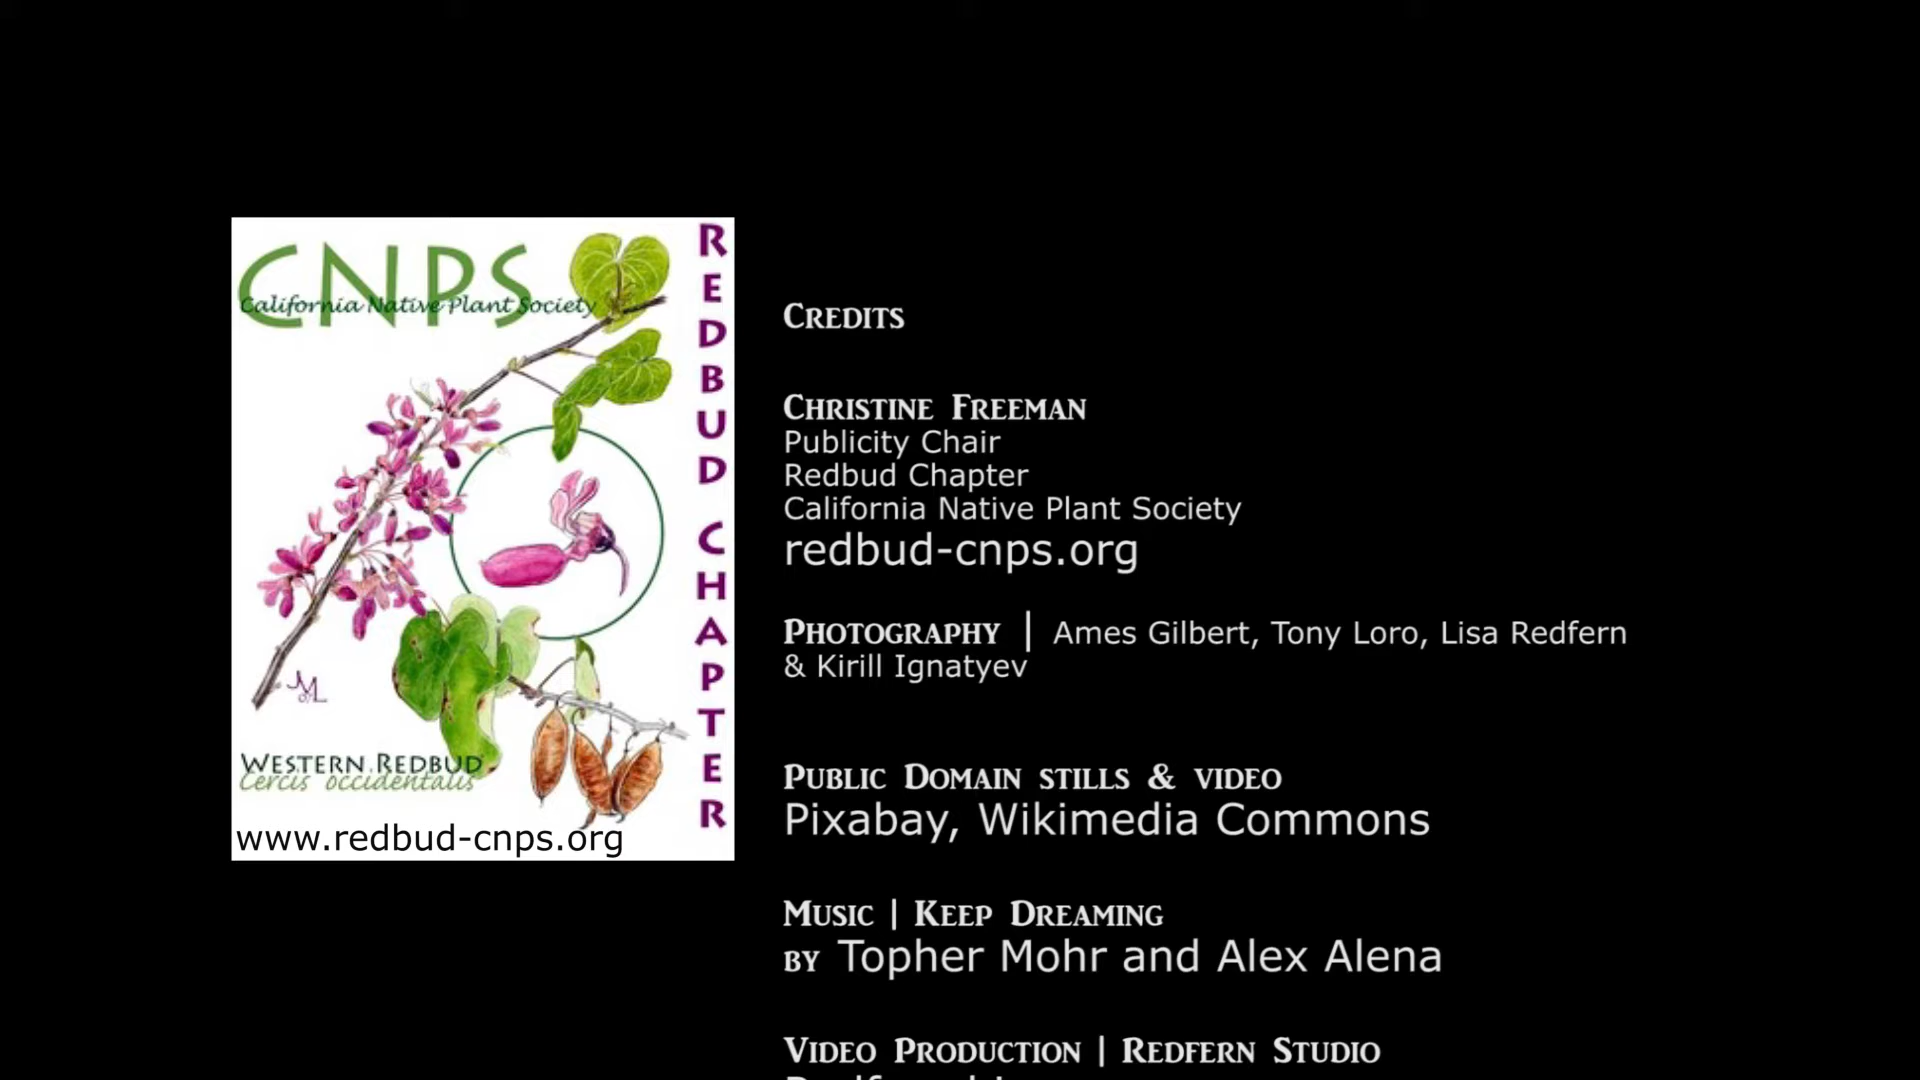 CNPS
California Native Plant Society
REDBUD CHAPTER
WESTERN REDBUD
Cercis occidentalis
www.redbud-cnps.org
CREDITS
CHRISTINE FREEMAN
Publicity Chair
Redbud Chapter
California Native Plant Society
redbud-cnps.org
PHOTOGRAPHY | Ames Gilbert, Tony Loro, Lisa Redfern
& Kirill Ignatyev
PUBLIC DOMAIN STILLS & VIDEO
Pixabay, Wikimedia Commons
MUSIC | KEEP DREAMING
BY Topher Mohr and Alex Alena
VIDEO PRODUCTION | REDFERN STUDIO